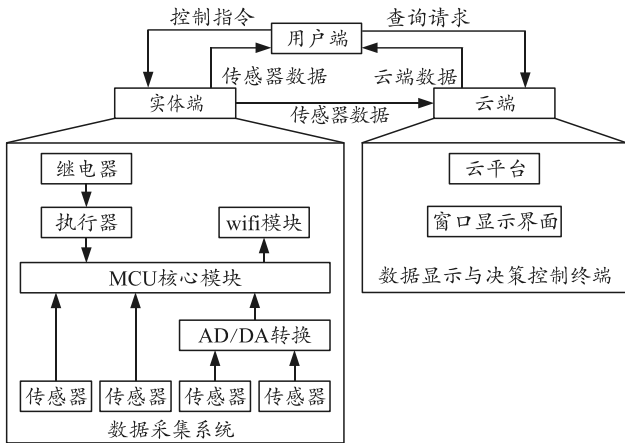 控制指令
用户端
查询请求
传感器数据
云端数据
实体端
传感器数据
云端
继电器
执行器
wifi模块
MCU核心模块
AD/DA转换
传感器
传感器
传感器
传感器
数据采集系统
云平台
窗口显示界面
数据显示与决策控制终端